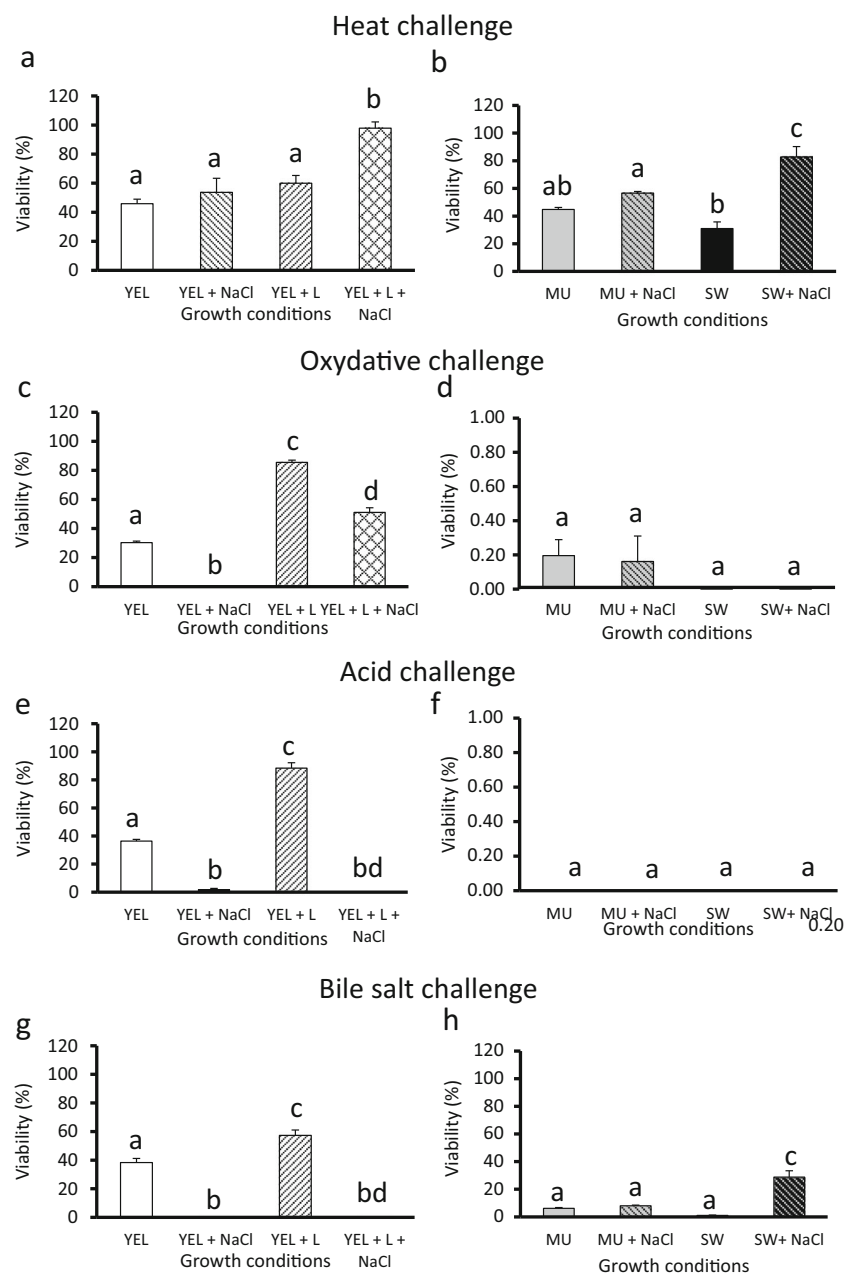 Heat challenge
a
Viability (%)
120
100
80
60
40
20
0
a
a
a
b
YEL
YEL + NaCl
YEL + L
YEL + L +
NaCl
Growth conditions
b
Viability (%)
120
100
80
60
40
20
0
ab
a
b
c
MU
MU + NaCl
SW
SW+ NaCl
Growth conditions
Oxydative challenge
c
Viability (%)
120
100
80
60
40
20
0
a
b
c
d
YEL
YEL + NaCl
YEL + L
YEL + L + NaCl
Growth conditions
d
Viability (%)
1.00
0.80
0.60
0.40
0.20
0.00
a
a
a
a
MU
MU + NaCl
SW
SW+ NaCl
Growth conditions
Acid challenge
e
Viability (%)
120
100
80
60
40
20
0
a
b
c
bd
YEL
YEL + NaCl
YEL + L
YEL + L +
NaCl
Growth conditions
f
Viability (%)
1.00
0.80
0.60
0.40
0.20
0.00
a
a
a
a
MU
MU + NaCl
SW
SW+ NaCl
Growth conditions
0.20
Bile salt challenge
g
Viability (%)
120
100
80
60
40
20
0
a
b
c
bd
YEL
YEL + NaCl
YEL + L
YEL + L +
NaCl
Growth conditions
h
Viability (%)
120
100
80
60
40
20
0
a
a
a
c
MU
MU + NaCl
SW
SW+ NaCl
Growth conditions